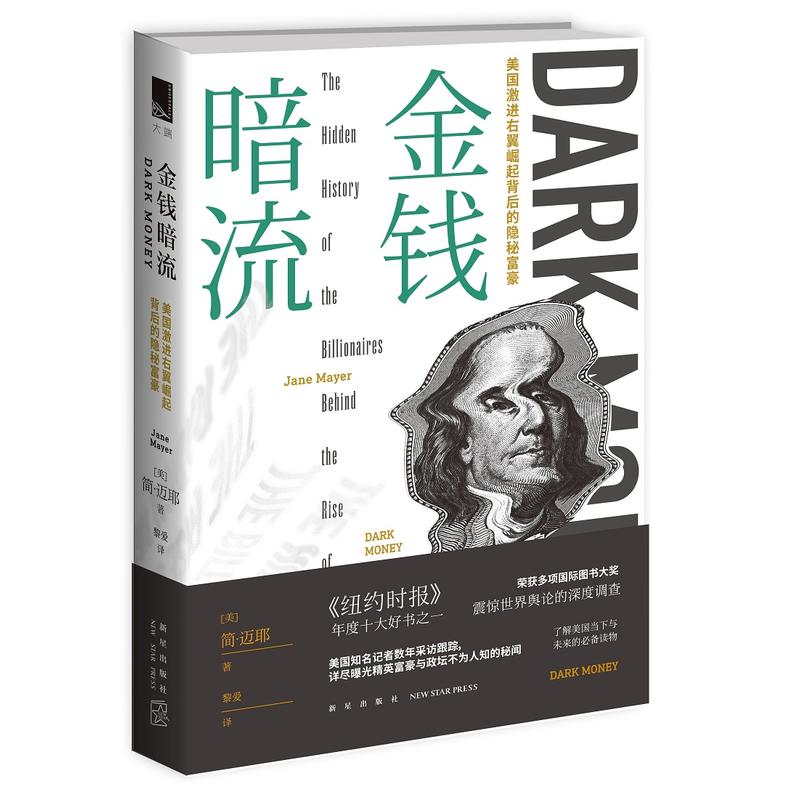 大端
金钱暗流
DARK MONEY
美国激进右翼崛起
背后的隐秘富豪
Jane
Mayer
[美]
简·迈耶
著
黎爱
译
新星出版社
NEW STAR PRESS
金钱
暗流
The
Hidden
History
of
the
Billionaires
Behind
the
Rise
of
美国激进右翼崛起背后的隐秘富豪
DARK MO
Jane Mayer
DARK
MONEY
[美]
简·迈耶
著
黎爱
译
《纽约时报》
年度十大好书之一
美国知名记者数年采访跟踪,
详尽曝光精英富豪与政坛不为人知的秘闻
新星出版社 NEW STAR PRESS
荣获多项国际图书大奖
震惊世界舆论的深度调查
了解美国当下与
未来的必备读物
DARK MONEY